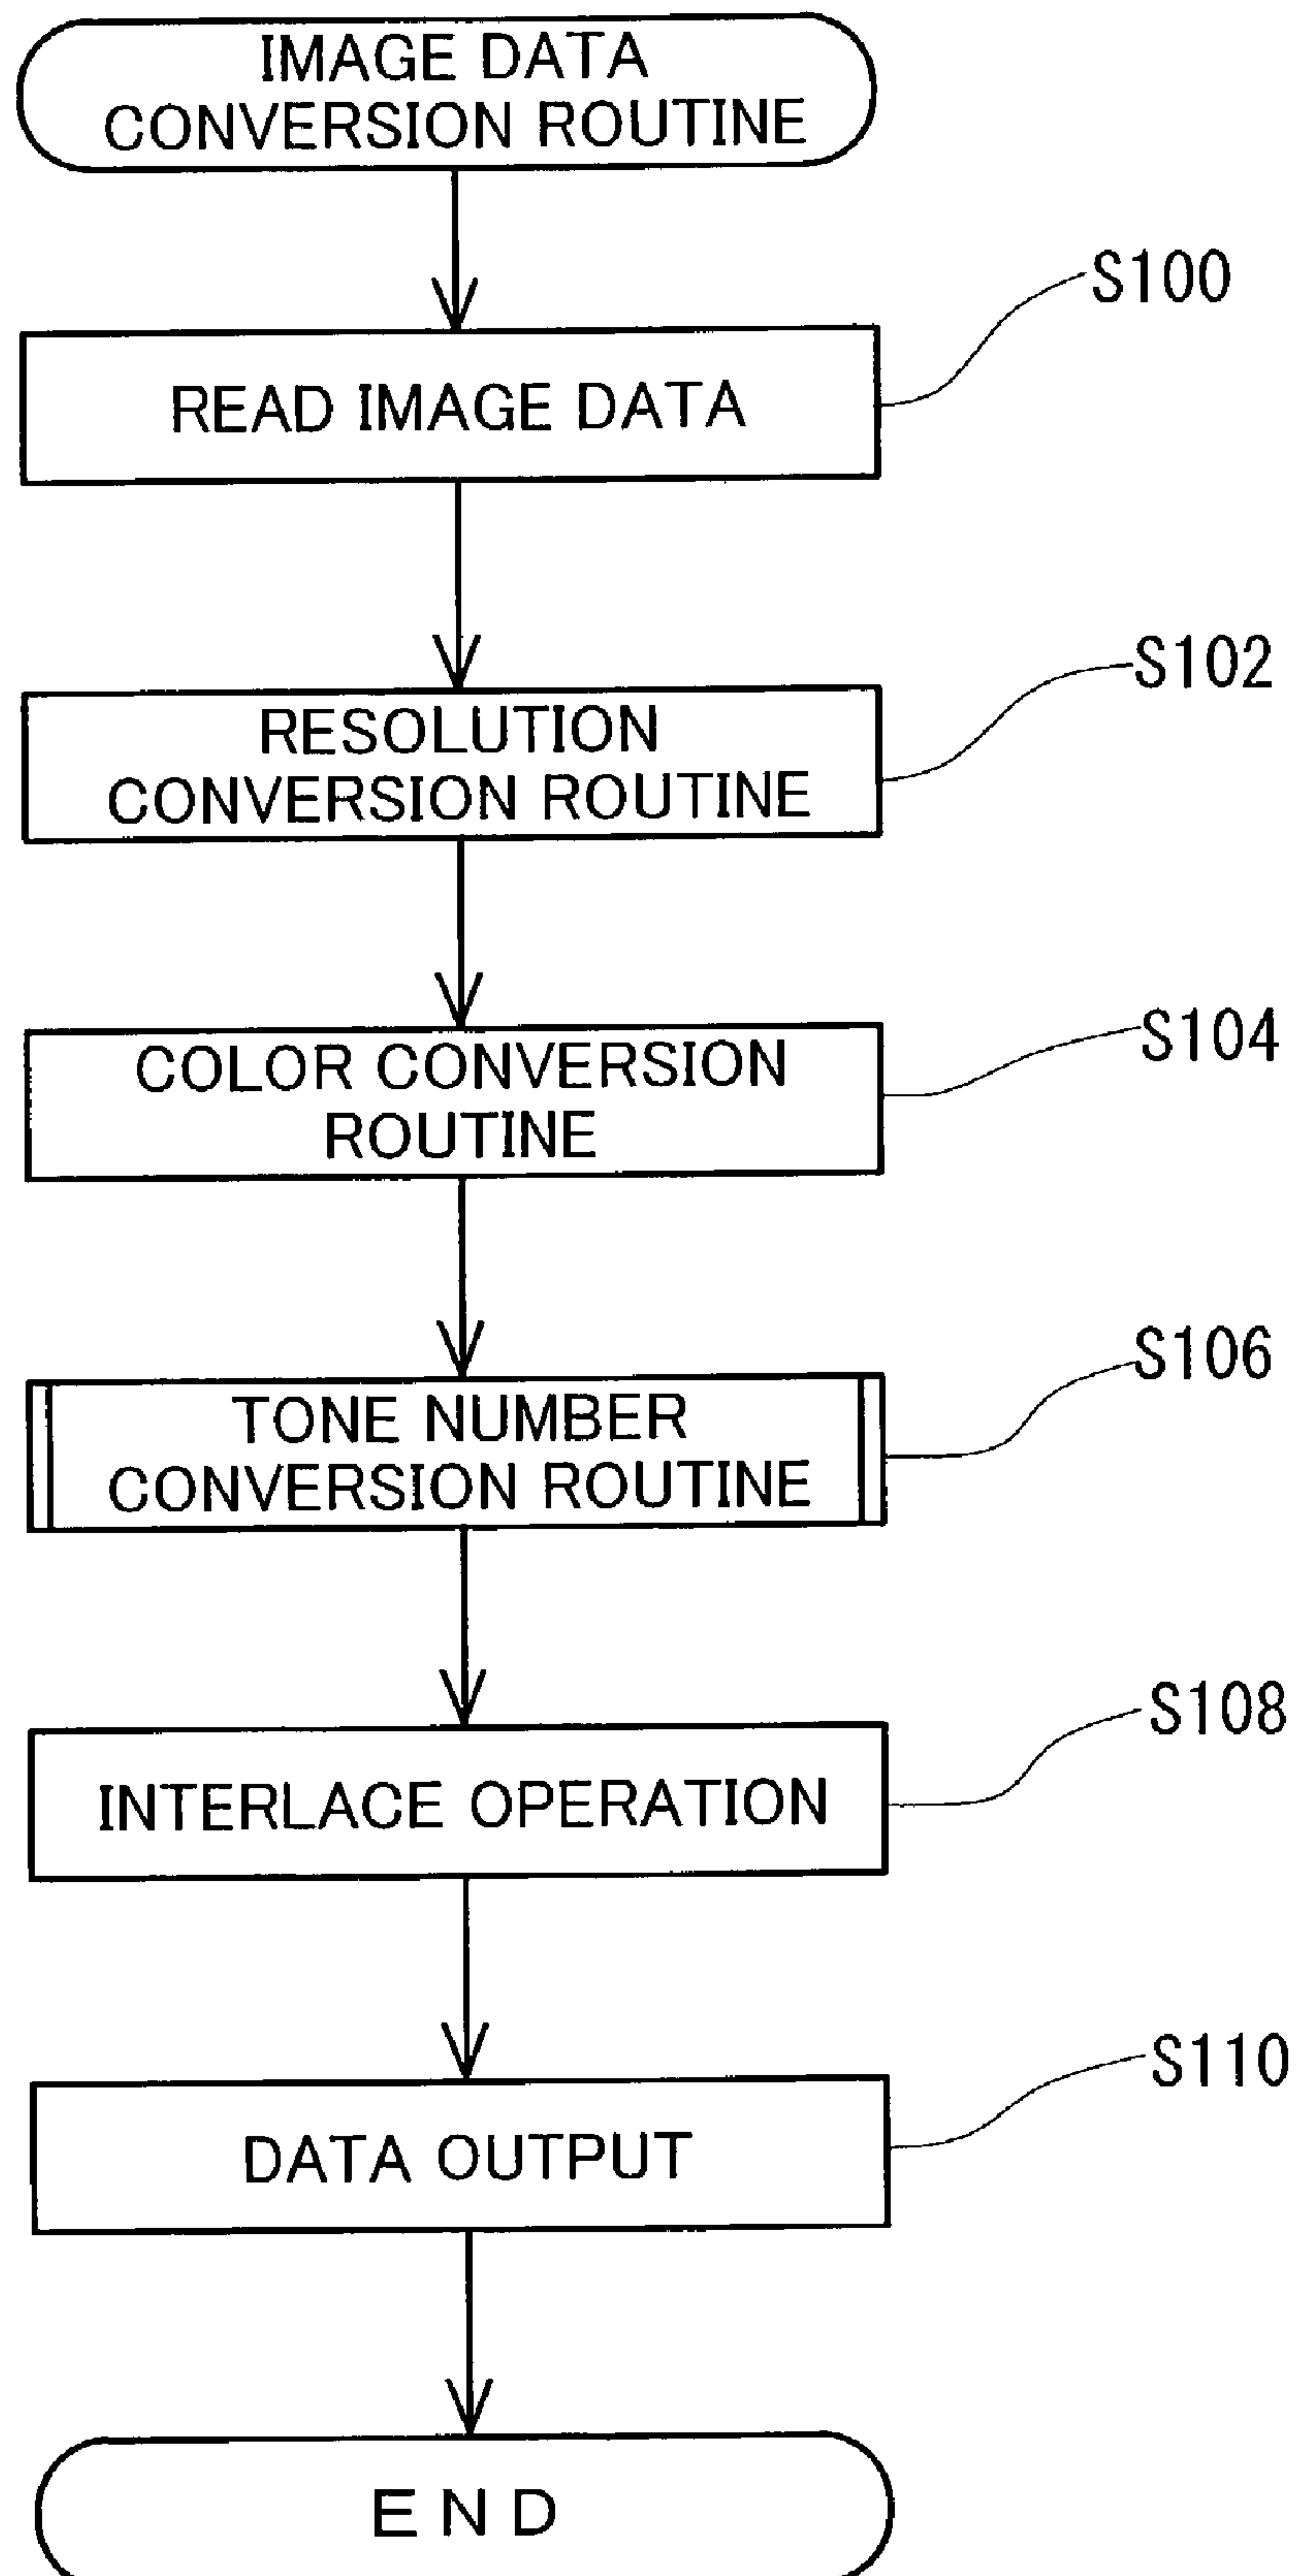 IMAGE DATA
CONVERSION ROUTINE
S100
READ IMAGE DATA
S102
RESOLUTION
CONVERSION ROUTINE
S104
COLOR CONVERSION
ROUTINE
S106
TONE NUMBER
CONVERSION ROUTINE
S108
INTERLACE OPERATION
S110
DATA OUTPUT
END